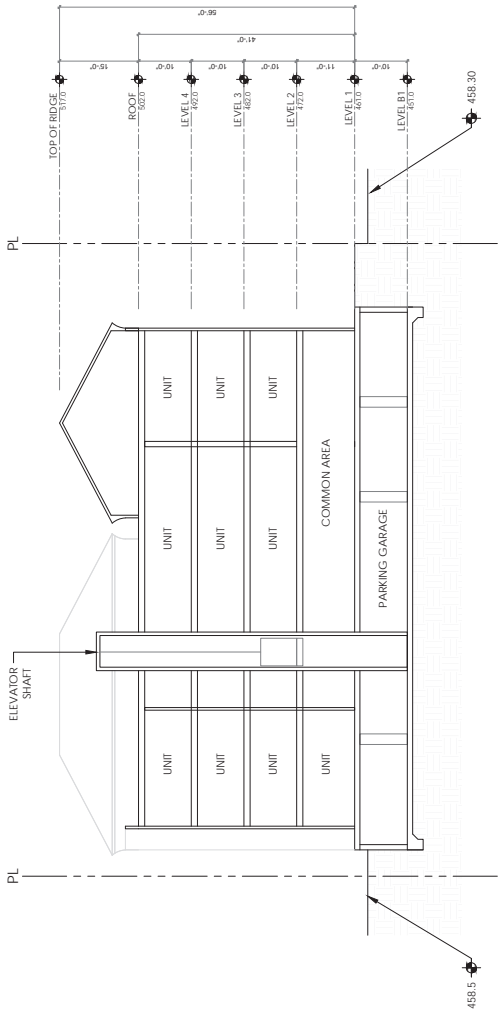 PL
PL
ELEVATOR
SHAFT
TOP OF RIDGE
517.0
15'-0"
56'-0"
ROOF
502.0
UNIT
UNIT
UNIT
10'-0"
LEVEL 4
492.0
UNIT
UNIT
UNIT
10'-0"
41'-0"
LEVEL 3
482.0
UNIT
UNIT
UNIT
10'-0"
LEVEL 2
472.0
UNIT
COMMON AREA
11'-0"
LEVEL 1
461.0
PARKING GARAGE
10'-0"
LEVEL B1
451.0
458.5
458.30